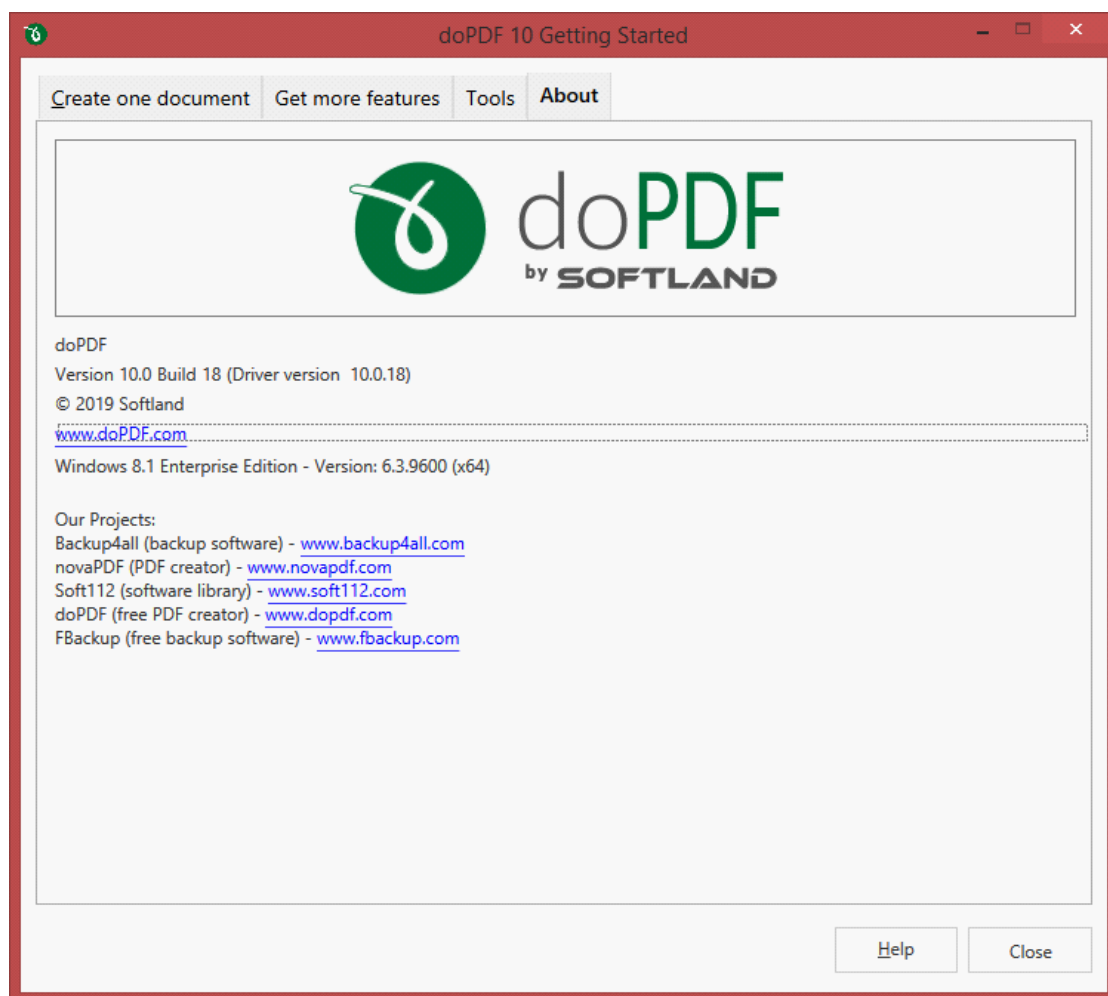 doPDF 10 Getting Started
Create one document Get more features Tools About
doPDF
by SOFTLAND
doPDF
Version 10.0 Build 18 (Driver version 10.0.18)
© 2019 Softland
www.doPDF.com
Windows 8.1 Enterprise Edition - Version: 6.3.9600 (x64)
Our Projects:
Backup4all (backup software) - www.backup4all.com
novaPDF (PDF creator) - www.novapdf.com
Soft112 (software library) - www.soft112.com
doPDF (free PDF creator) - www.dopdf.com
FBackup (free backup software) - www.fbackup.com
Help Close